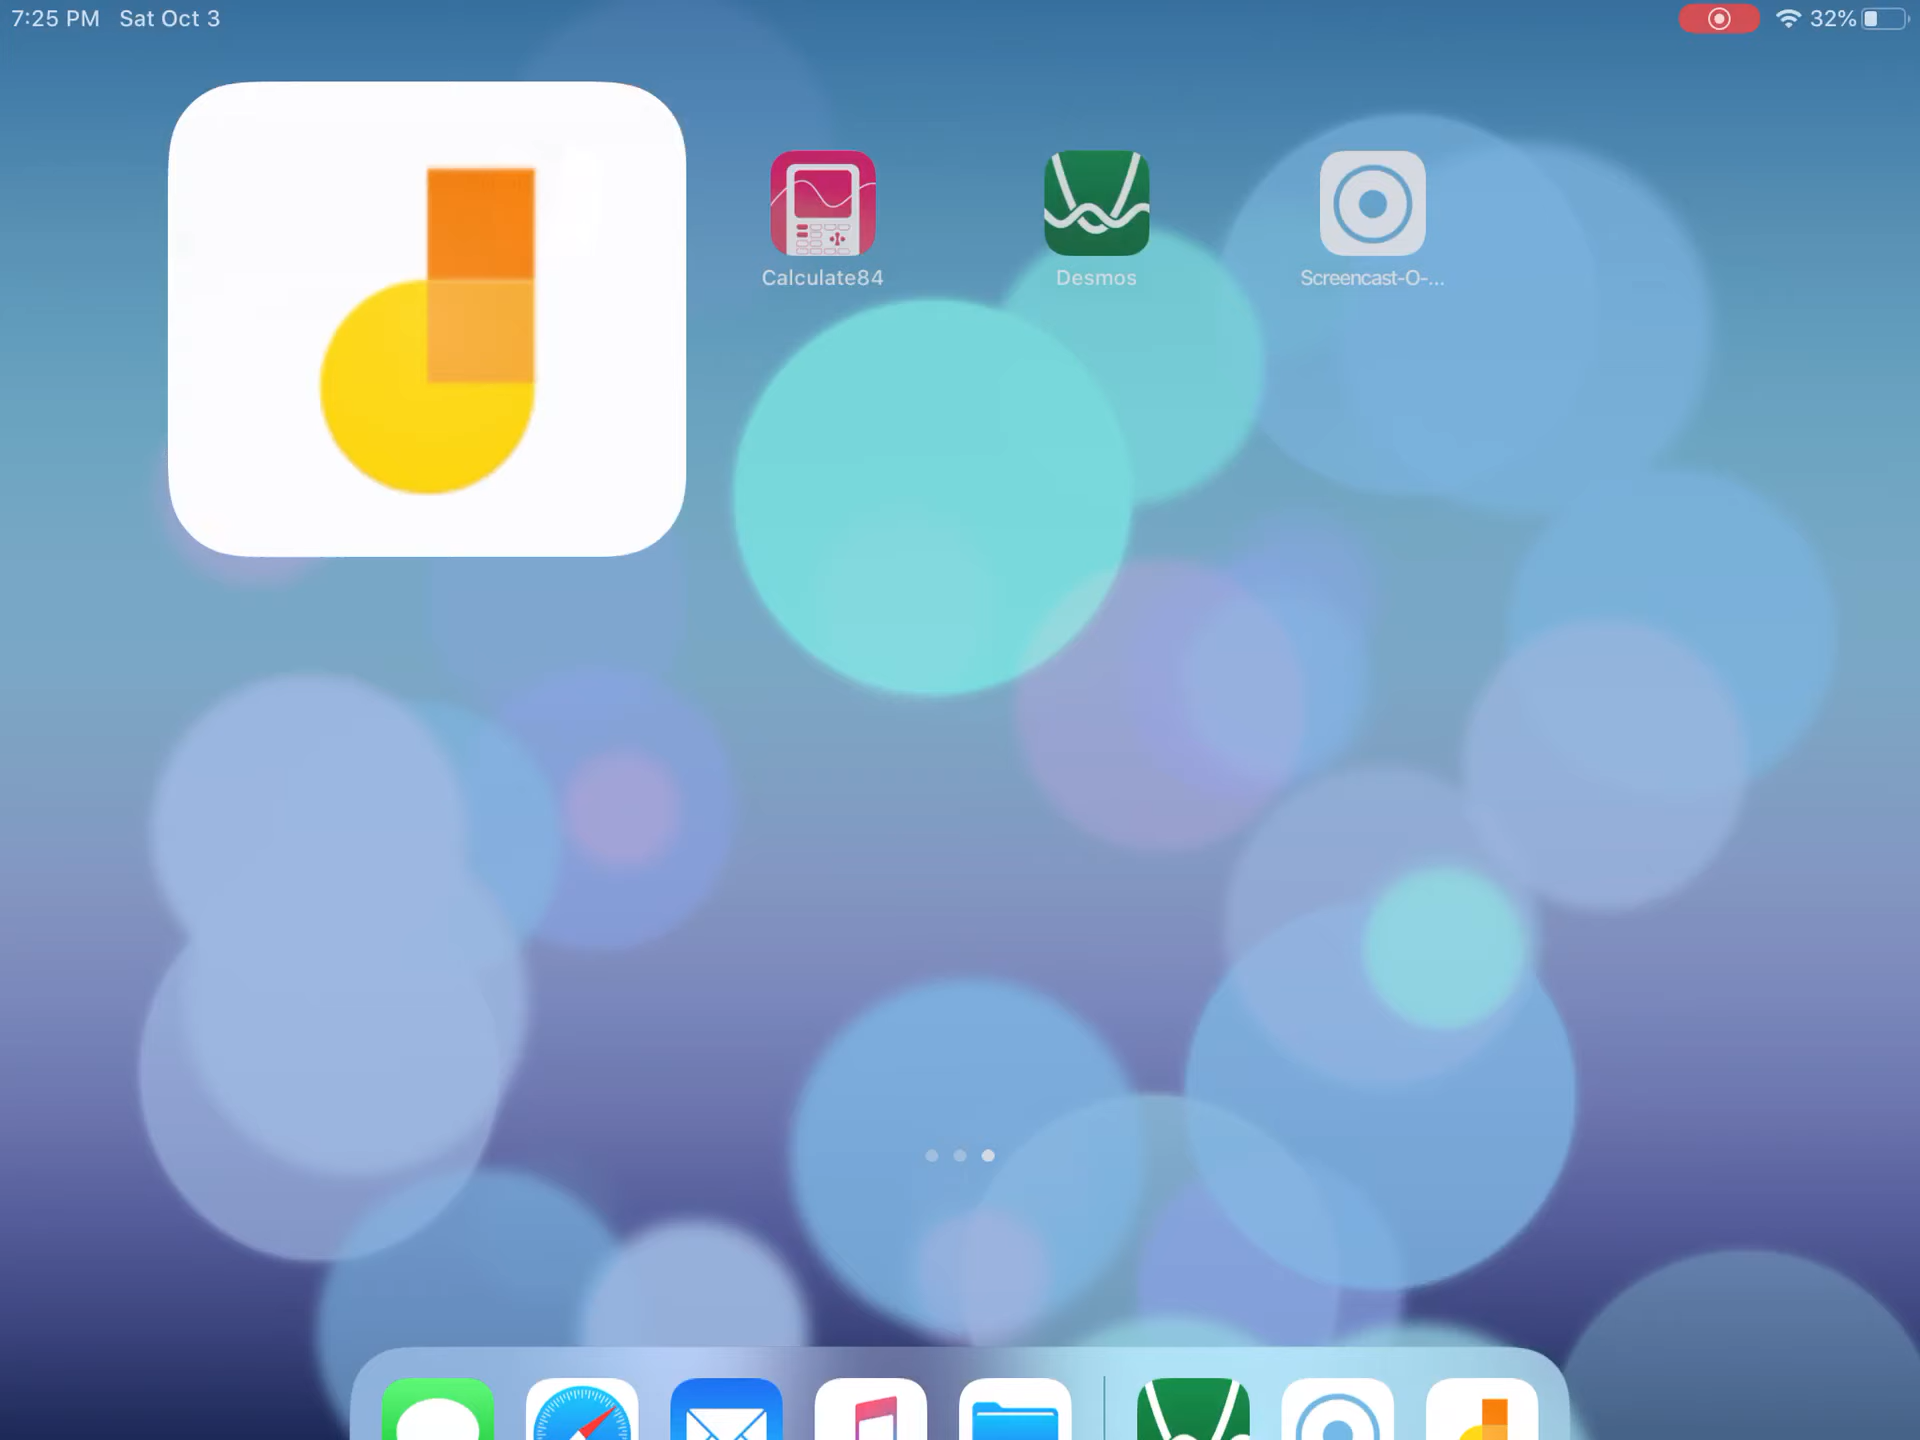 7:25 PM Sat Oct 3
32%
Calculate84
Desmos
Screencast-O-...